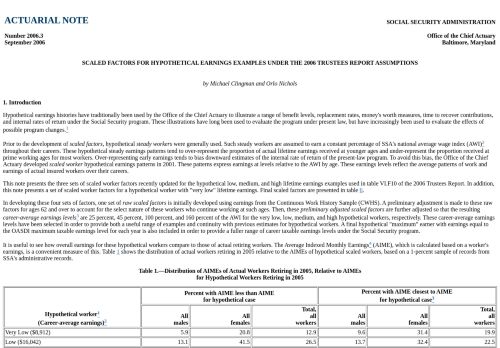 ACTUARIAL NOTE
SOCIAL SECURITY ADMINISTRATION
Number 2006.3
September 2006
Office of the Chief Actuary
Baltimore, Maryland
SCALED FACTORS FOR HYPOTHETICAL EARNINGS EXAMPLES UNDER THE 2006 TRUSTEES REPORT ASSUMPTIONS
by Michael Clingman and Orlo Nichols
1. Introduction
Hypothetical earnings histories have traditionally been used by the Office of the Chief Actuary to illustrate a range of benefit levels, replacement rates, money's worth measures, time to recover contributions,
and internal rates of return under the Social Security program. These illustrations have long been used to evaluate the program under present law, but have increasingly been used to evaluate the effects of
possible program changes.1
Prior to the development of scaled factors, hypothetical steady workers were generally used. Such steady workers are assumed to earn a constant percentage of SSA's national average wage index (AWI)2
throughout their careers. These hypothetical steady earnings patterns tend to over-represent the proportion of actual lifetime earnings received at younger ages and under-represent the proportion received at
prime working ages for most workers. Over-representing early earnings tends to bias downward estimates of the internal rate of return of the present-law program. To avoid this bias, the Office of the Chief
Actuary developed scaled worker hypothetical earnings patterns in 2001. These patterns express earnings at levels relative to the AWI by age. These earnings levels reflect the average patterns of work and
earnings of actual insured workers over their careers.
This note presents the three sets of scaled worker factors recently updated for the hypothetical low, medium, and high lifetime earnings examples used in table VI.F10 of the 2006 Trustees Report. In addition,
this note presents a set of scaled worker factors for a hypothetical worker with "very low" lifetime earnings. Final scaled factors are presented in table 6.
In developing these four sets of factors, one set of raw scaled factors is initially developed using earnings from the Continuous Work History Sample (CWHS). A preliminary adjustment is made to these raw
factors for ages 62 and over to account for the select nature of these workers who continue working at such ages. Then, these preliminary adjusted scaled factors are further adjusted so that the resulting
career-average earnings levels3 are 25 percent, 45 percent, 100 percent, and 160 percent of the AWI for the very low, low, medium, and high hypothetical workers, respectively. These career-average earnings
levels have been selected in order to provide both a useful range of examples and continuity with previous examples for hypothetical workers. A final hypothetical "maximum" earner with earnings equal to
the OASDI maximum taxable earnings level for each year is also included in order to provide a fuller range of career taxable earnings levels under the Social Security program.
It is useful to see how overall earnings for these hypothetical workers compare to those of actual retiring workers. The Average Indexed Monthly Earnings4 (AIME), which is calculated based on a worker's
earnings, is a convenient measure of this. Table 1 shows the distribution of actual workers retiring in 2005 relative to the AIMEs of hypothetical scaled workers, based on a 1-percent sample of records from
SSA's administrative records.
Table 1.—Distribution of AIMEs of Actual Workers Retiring in 2005, Relative to AIMEs
for Hypothetical Workers Retiring in 2005
Percent with AIME less than AIME
for hypothetical case
Percent with AIME closest to AIME
for hypothetical case
Hypothetical worker
(Career-average earnings)
All males
All females
Total, all workers
All males
All females
Total, all workers
Very Low ($8,912) 5.9 20.8 12.9 9.6 31.4 19.9
Low ($16,042) 13.1 41.5 26.5 13.7 32.4 22.5